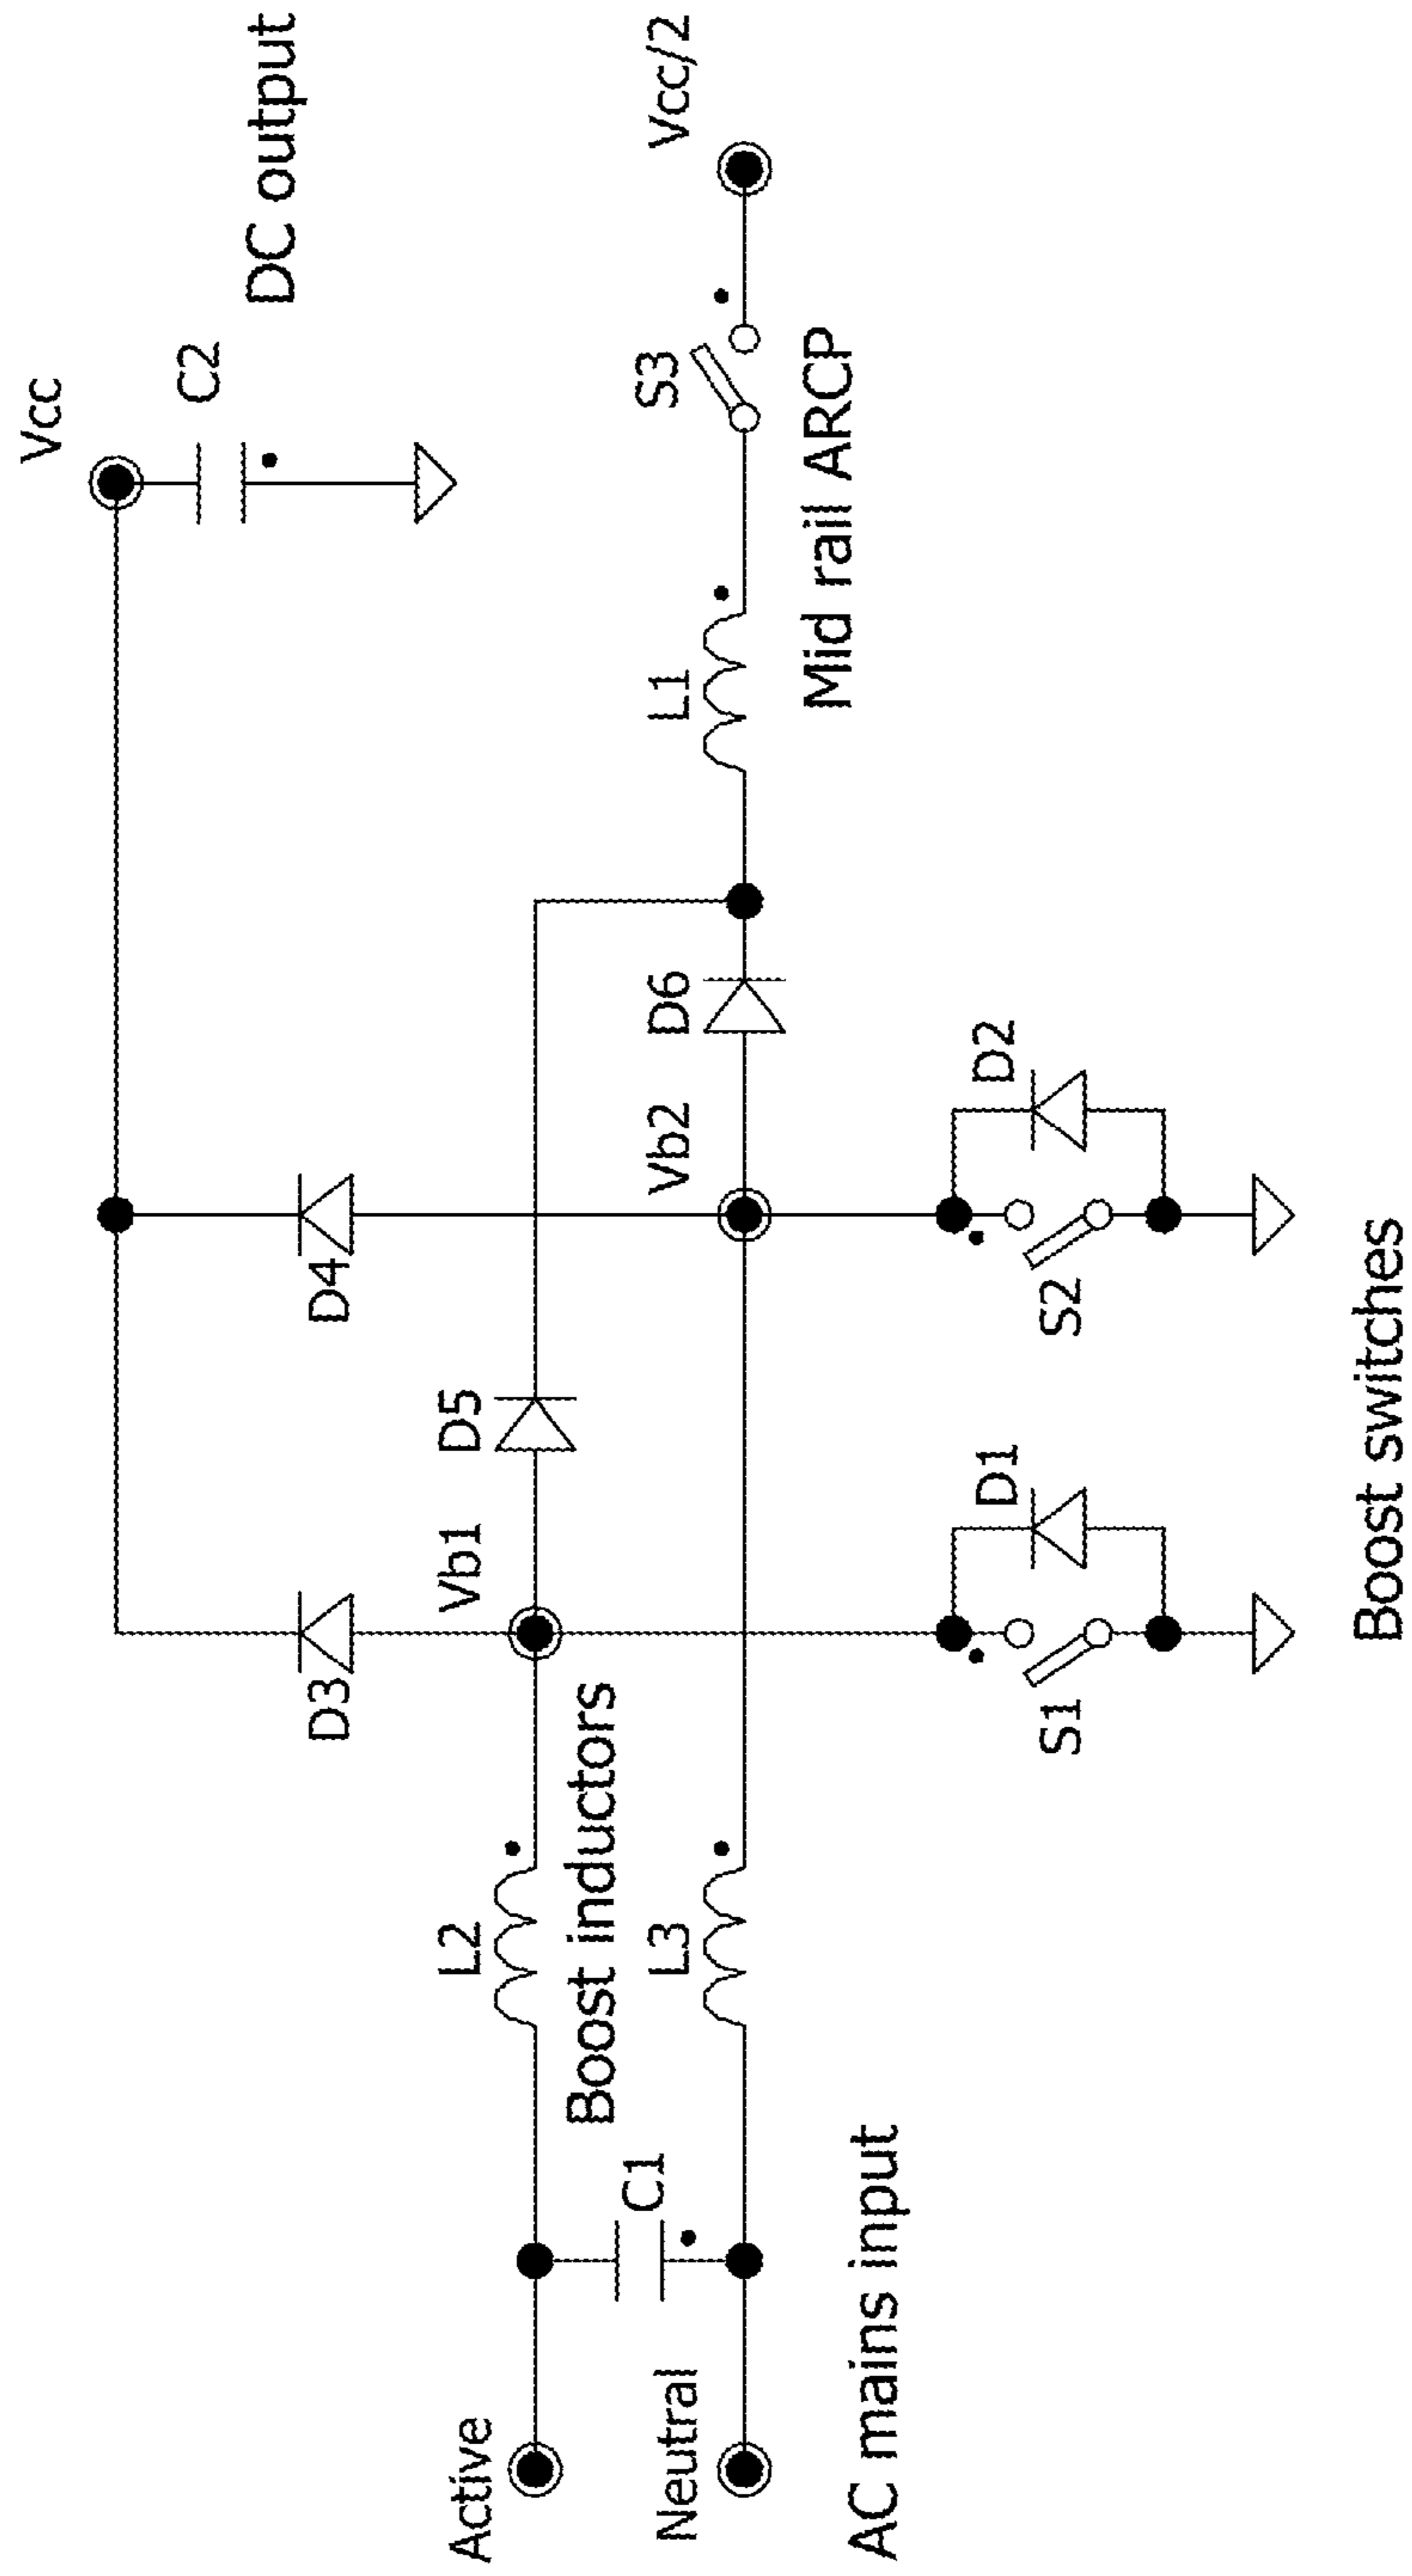 Vcc
C2
DC output
D3
D4
Vb1
D5
Active
L2
Boost inductors
C1
Neutral
L3
Vb2
D6
L1
S3
Vcc/2
Mid rail ARCP
AC mains input
D1
S1
D2
S2
Boost switches